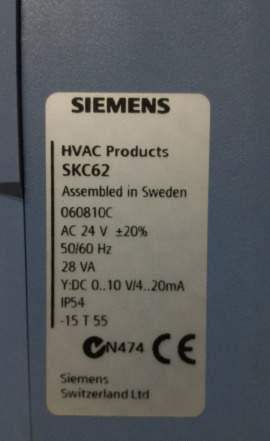 SIEMENS
HVAC Products
SKC62
Assembled in Sweden
060810C
AC 24 V ±20%
50/60 Hz
28 VA
Y:DC 0..10 V/4..20mA
IP54
-15 T 55
N474 CE
Siemens
Switzerland Ltd